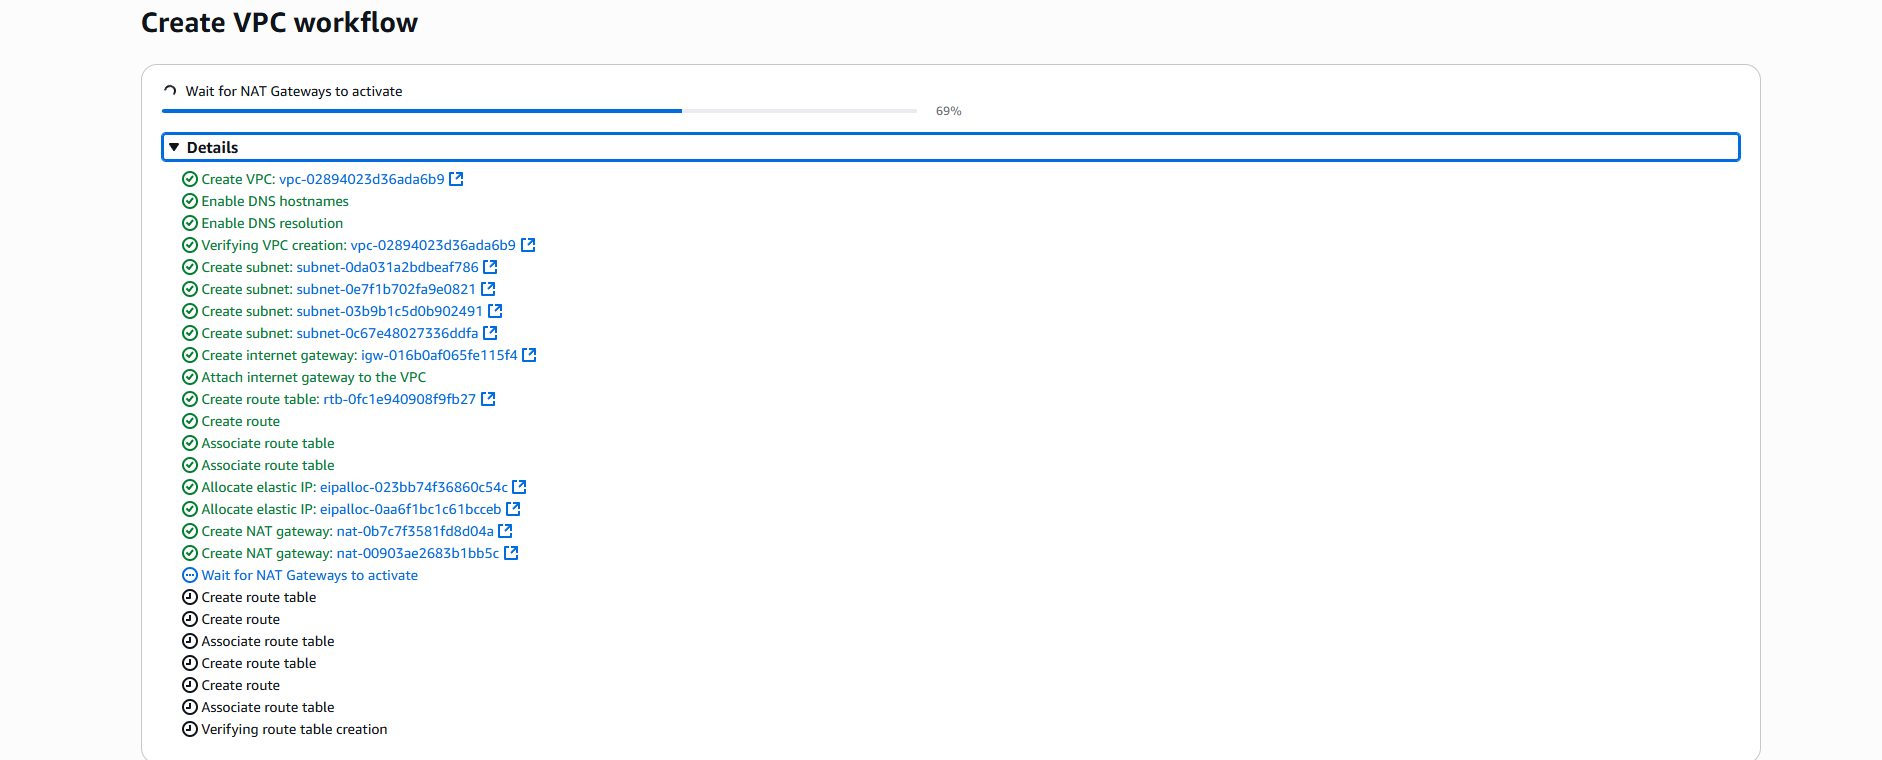 Create VPC workflow
Wait for NAT Gateways to activate
69%
Details
Create VPC: vpc-02894023d36ada6b9
Enable DNS hostnames
Enable DNS resolution
Verifying VPC creation: vpc-02894023d36ada6b9
Create subnet: subnet-0da031a2bdbeaf786
Create subnet: subnet-0e7f1b702fa9e0821
Create subnet: subnet-03b9b1c5d0b902491
Create subnet: subnet-0c67e48027336ddfa
Create internet gateway: igw-016b0af065fe115f4
Attach internet gateway to the VPC
Create route table: rtb-0fc1e940908f9fb27
Create route
Associate route table
Associate route table
Allocate elastic IP: eipalloc-023bb74f36860c54c
Allocate elastic IP: eipalloc-0aa6f1bc1c61bcceb
Create NAT gateway: nat-0b7c7f3581fd8d04a
Create NAT gateway: nat-00903ae2683b1bb5c
Wait for NAT Gateways to activate
Create route table
Create route
Associate route table
Create route table
Create route
Associate route table
Verifying route table creation